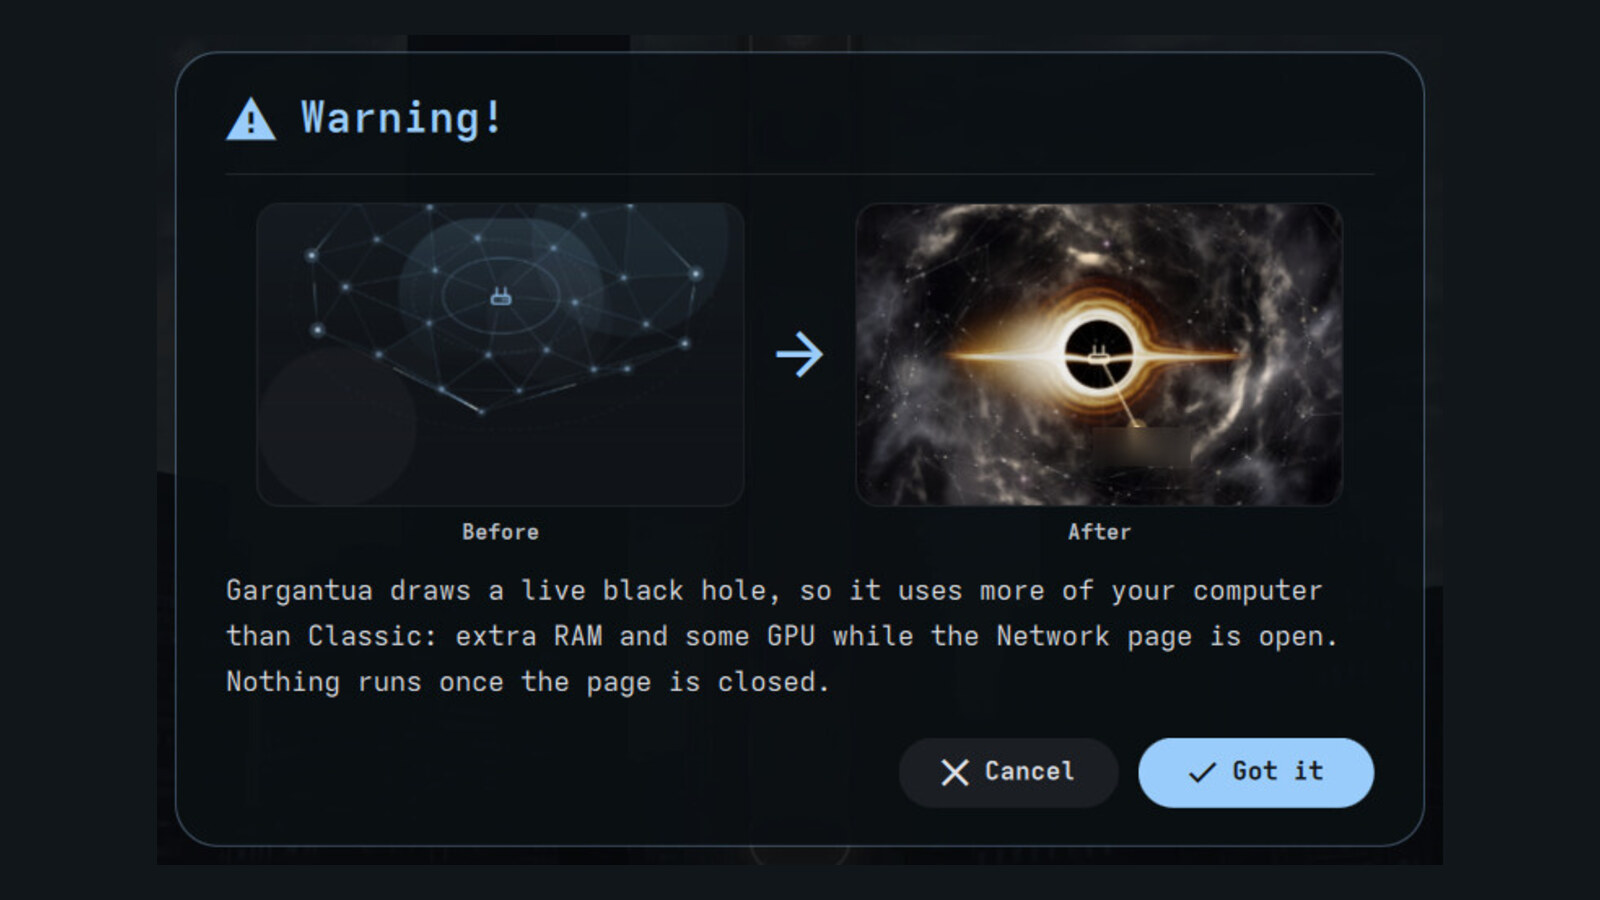 Warning!
Before
After
Gargantua draws a live black hole, so it uses more of your computer
than Classic: extra RAM and some GPU while the Network page is open.
Nothing runs once the page is closed.
Cancel
Got it